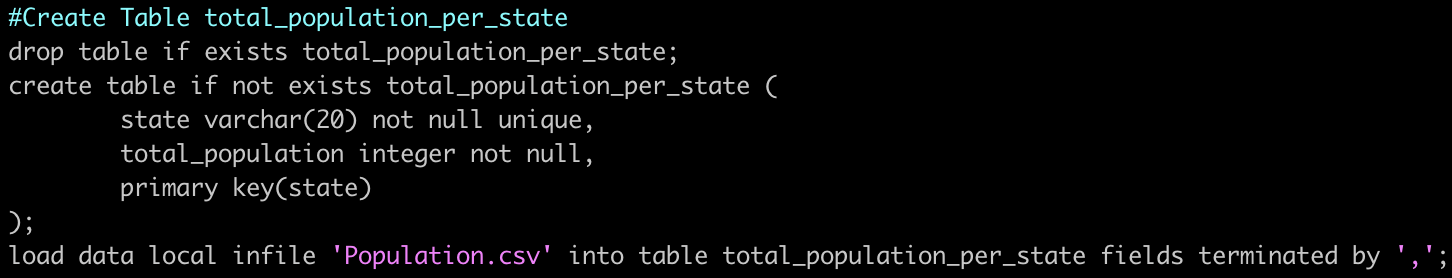 #Create Table total_population_per_state
drop table if exists total_population_per_state;
create table if not exists total_population_per_state (
        state varchar(20) not null unique,
        total_population integer not null,
        primary key(state)
);
load data local infile 'Population.csv' into table total_population_per_state fields terminated by ',';